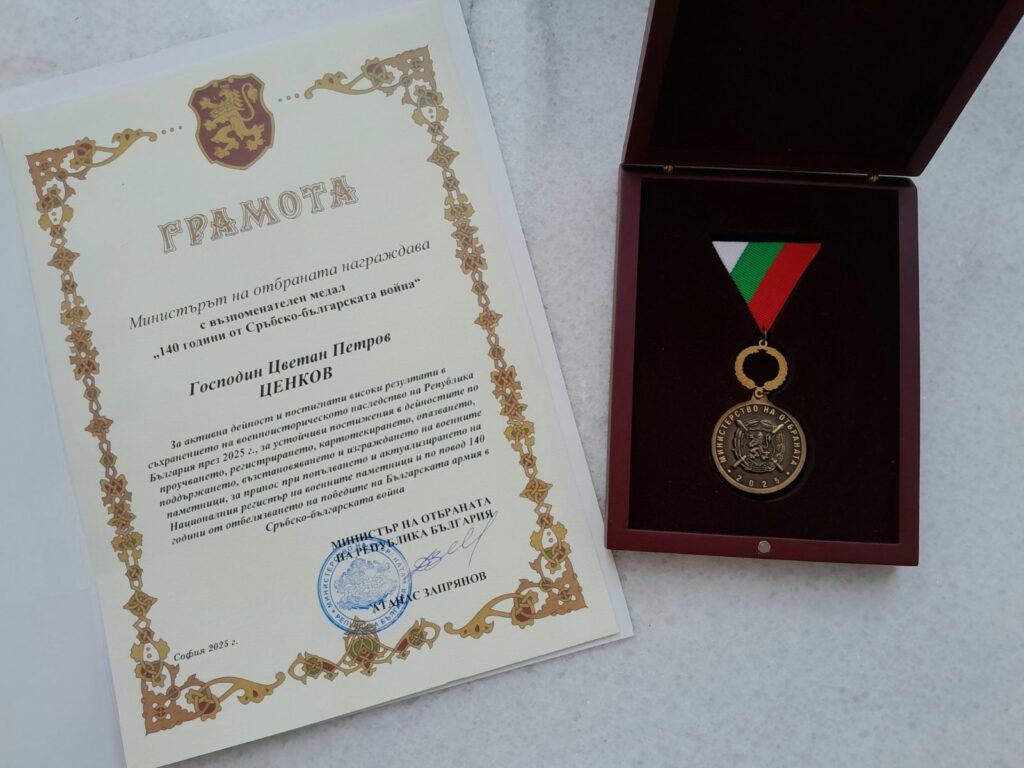 ГРАМОТА
Министърът на отбраната награждава
с възпоменателен медал
„140 години от Сръбско-българската война“
Господин Цветан Петров
ЦЕНКОВ
За активна дейност и постигнати високи резултати в
съхранението на военноисторическото наследство на Република
България през 2025 г., за устойчиви постижения в дейностите по
проучването, регистрирането, картотекирането, опазването,
поддържането, възстановяването и изграждането на военните
паметници, за принос при попълването и актуализирането на
Националния регистър на военните паметници и по повод 140
години от отбелязването на победите на Българската армия в
Сръбско-българската война
МИНИСТЪР НА ОТБРАНАТА
НА РЕПУБЛИКА БЪЛГАРИЯ
АТАНАС ЗАПРЯНОВ
София 2025 г.
МИНИСТЕРСТВО НА ОТБРАНАТА
2025